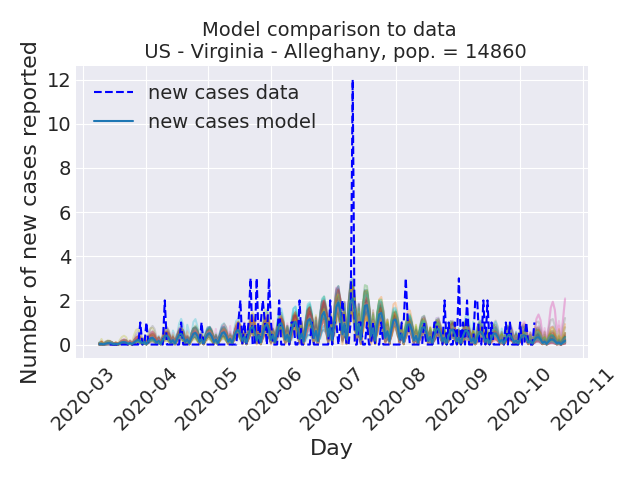 Model comparison to data
US - Virginia - Alleghany, pop. = 14860
Number of new cases reported
12
10
8
6
4
2
0
new cases data
new cases model
2020-03
2020-04
2020-05
2020-06
2020-07
2020-08
2020-09
2020-10
2020-11
Day